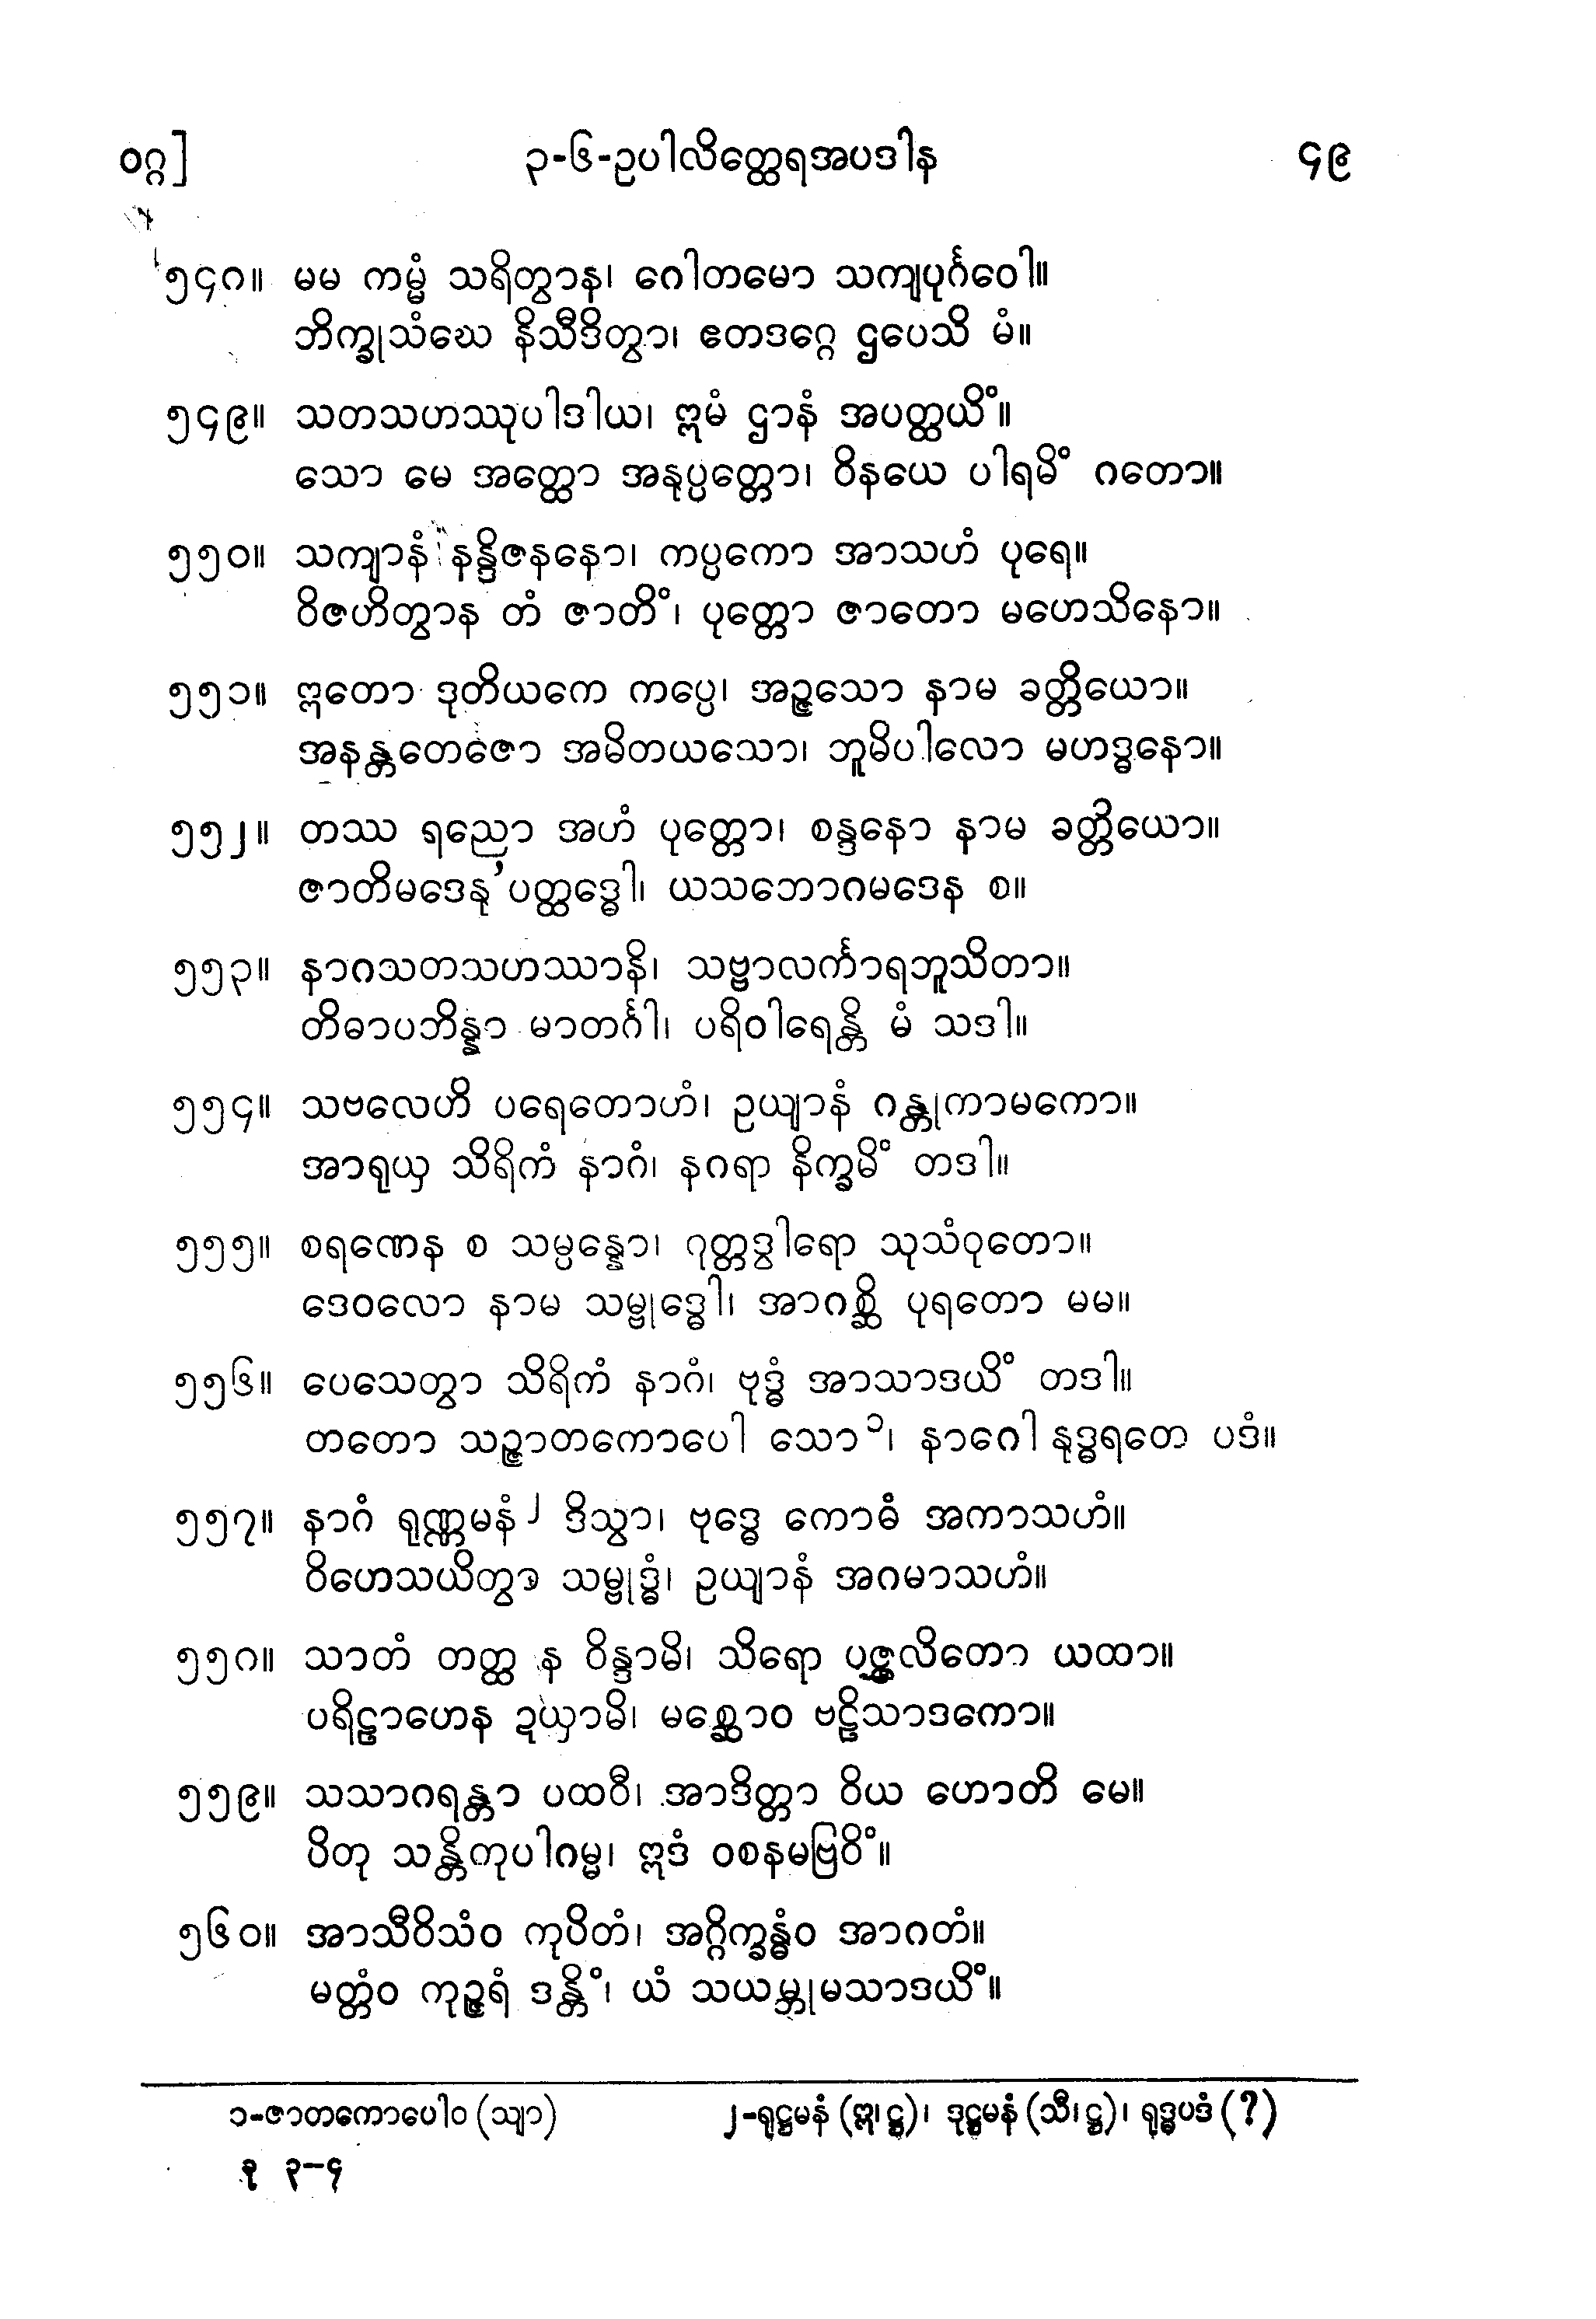 ဝဂ္ဂ]
၃-၆-ဥပါလိတ္ထေရအပဒါန
၄၉
၅၄၈။ မမ ကမ္မံ သရိတွာန၊ ဂေါတမော သကျပုင်္ဂဝေါ။
ဘိက္ခုသံဃေ နိသီဒိတွာ၊ ဧတဒဂ္ဂေ ဌပေသိ မံ။
၅၄၉။ သတသဟဿုပါဒါယ၊ ဣမံ ဌာနံ အပတ္ထယိံ။
သော မေ အတ္ထော အနုပ္ပတ္တော၊ ဝိနယေ ပါရမိံ ဂတော။
၅၅၀။ သကျာနံ နန္ဒိဇနနော၊ ကပ္ပကော အာသဟံ ပုရေ။
ဝိဇဟိတွာန တံ ဇာတိံ၊ ပုတ္တော ဇာတော မဟေသိနော။
၅၅၁။ ဣတော ဒုတိယကေ ကပ္ပေ၊ အဉ္ဇသော နာမ ခတ္တိယော။
အနန္တတေဇော အမိတယသော၊ ဘူမိပါလော မဟဒ္ဓနော။
၅၅၂။ တဿ ရညော အဟံ ပုတ္တော၊ စန္ဒနော နာမ ခတ္တိယော။
ဇာတိမဒေနု’ပတ္ထဒ္ဓေါ၊ ယသဘောဂမဒေန စ။
၅၅၃။ နာဂသတသဟဿာနိ၊ သဗ္ဗာလင်္ကာရဘူသိတာ။
တိဓာပဘိန္နာ မာတင်္ဂါ၊ ပရိဝါရေန္တိ မံ သဒါ။
၅၅၄။ သဗလေဟိ ပရေတောဟံ၊ ဥယျာနံ ဂန္တုကာမကော။
အာရုယှ သိရိကံ နာဂံ၊ နဂရာ နိက္ခမိံ တဒါ။
၅၅၅။ စရဏေန စ သမ္ပန္နော၊ ဂုတ္တဒွါရော သုသံဝုတော။
ဒေဝလော နာမ သမ္ဗုဒ္ဓေါ၊ အာဂစ္ဆိ ပုရတော မမ။
၅၅၆။ ပေသေတွာ သိရိကံ နာဂံ၊ ဗုဒ္ဓံ အာသာဒယိံ တဒါ။
တတော သဉ္ဇာတကောပေါ သော၁၊ နာဂေါ နုဒ္ဓရတေ ပဒံ။
၅၅၇။ နာဂံ ရုဏ္ဏမနံ၂ ဒိသွာ၊ ဗုဒ္ဓေ ကောဓံ အကာသဟံ။
ဝိဟေသယိတွာ သမ္ဗုဒ္ဓံ၊ ဥယျာနံ အဂမာသဟံ။
၅၅၈။ သာတံ တတ္ထ န ဝိန္ဒာမိ၊ သိရော ပဇ္ဇလိတော ယထာ။
ပရိဠာဟေန ဍယှာမိ၊ မစ္ဆောဝ ဗဠိသာဒကော။
၅၅၉။ သသာဂရန္တာ ပထဝီ၊ အာဒိတ္တာ ဝိယ ဟောတိ မေ။
ပိတု သန္တိကုပါဂမ္မ၊ ဣဒံ ဝစနမဗြဝိံ။
၅၆၀။ အာသီဝိသံဝ ကုပိတံ၊ အဂ္ဂိက္ခန္ဓံဝ အာဂတံ။
မတ္တံဝ ကုဉ္ဇရံ ဒန္တိံ၊ ယံ သယမ္ဘုမသာဒယိံ။
၁-ဇာတကောပေါဝ (သျာ)
၂-ရုဋ္ဌမနံ (ဣ၊ ဋ္ဌ)၊ ဒုဋ္ဌမနံ (သီ၊ ဋ္ဌ)၊ ရုဒ္ဓပဒံ (?)
ခု ၃-၄